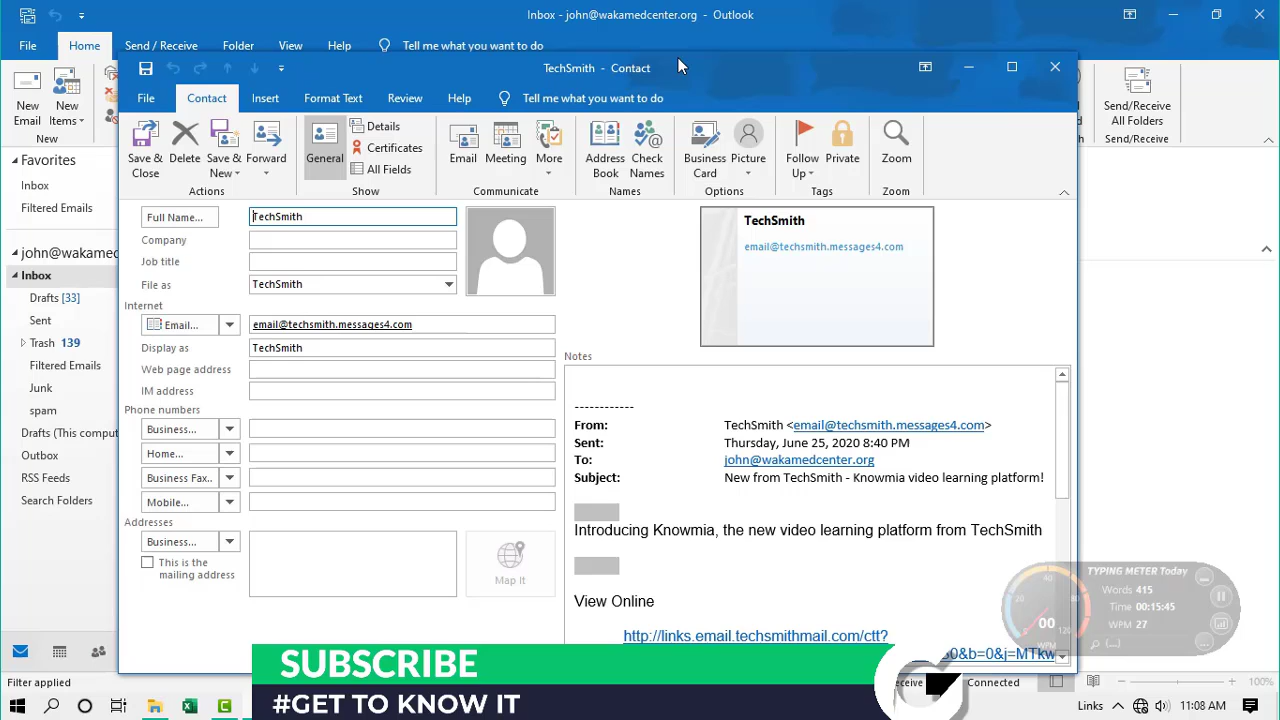 Inbox - john@wakamedcenter.org - Outlook
File Home Send / Receive Folder View Help Tell me what you want to do
New Email
New Items
New
Send/Receive All Folders
Send/Receive
Favorites
Inbox
Filtered Emails
john@wakamed
Inbox
Drafts [33]
Sent
Trash 139
Filtered Emails
Junk
spam
Drafts (This comput
Outbox
RSS Feeds
Search Folders
TechSmith - Contact
File Contact Insert Format Text Review Help Tell me what you want to do
Save & Close
Delete
Save & New
Forward
Actions
General
Details
Certificates
All Fields
Show
Email
Meeting
More
Communicate
Address Book
Check Names
Names
Business Card
Picture
Options
Follow Up
Private
Tags
Zoom
Zoom
Full Name... TechSmith
Company
Job title
File as TechSmith
Internet
Email... email@techsmith.messages4.com
Display as TechSmith
Web page address
IM address
Phone numbers
Business...
Home...
Business Fax..
Mobile...
Addresses
Business...
This is the mailing address
Map It
TechSmith
email@techsmith.messages4.com
Notes
------------
From: TechSmith <email@techsmith.messages4.com>
Sent: Thursday, June 25, 2020 8:40 PM
To: john@wakamedcenter.org
Subject: New from TechSmith - Knowmia video learning platform!
Introducing Knowmia, the new video learning platform from TechSmith
View Online
http://links.email.techsmithmail.com/ctt?
0&b=0&j=MTkw
TYPING METER Today
Words 415
Time 00:15:45
WPM 27
20 40 60 120
00
WPM
(...)
SUBSCRIBE
#GET TO KNOW IT
Filter applied
eceive
Connected
100%
Links
11:08 AM